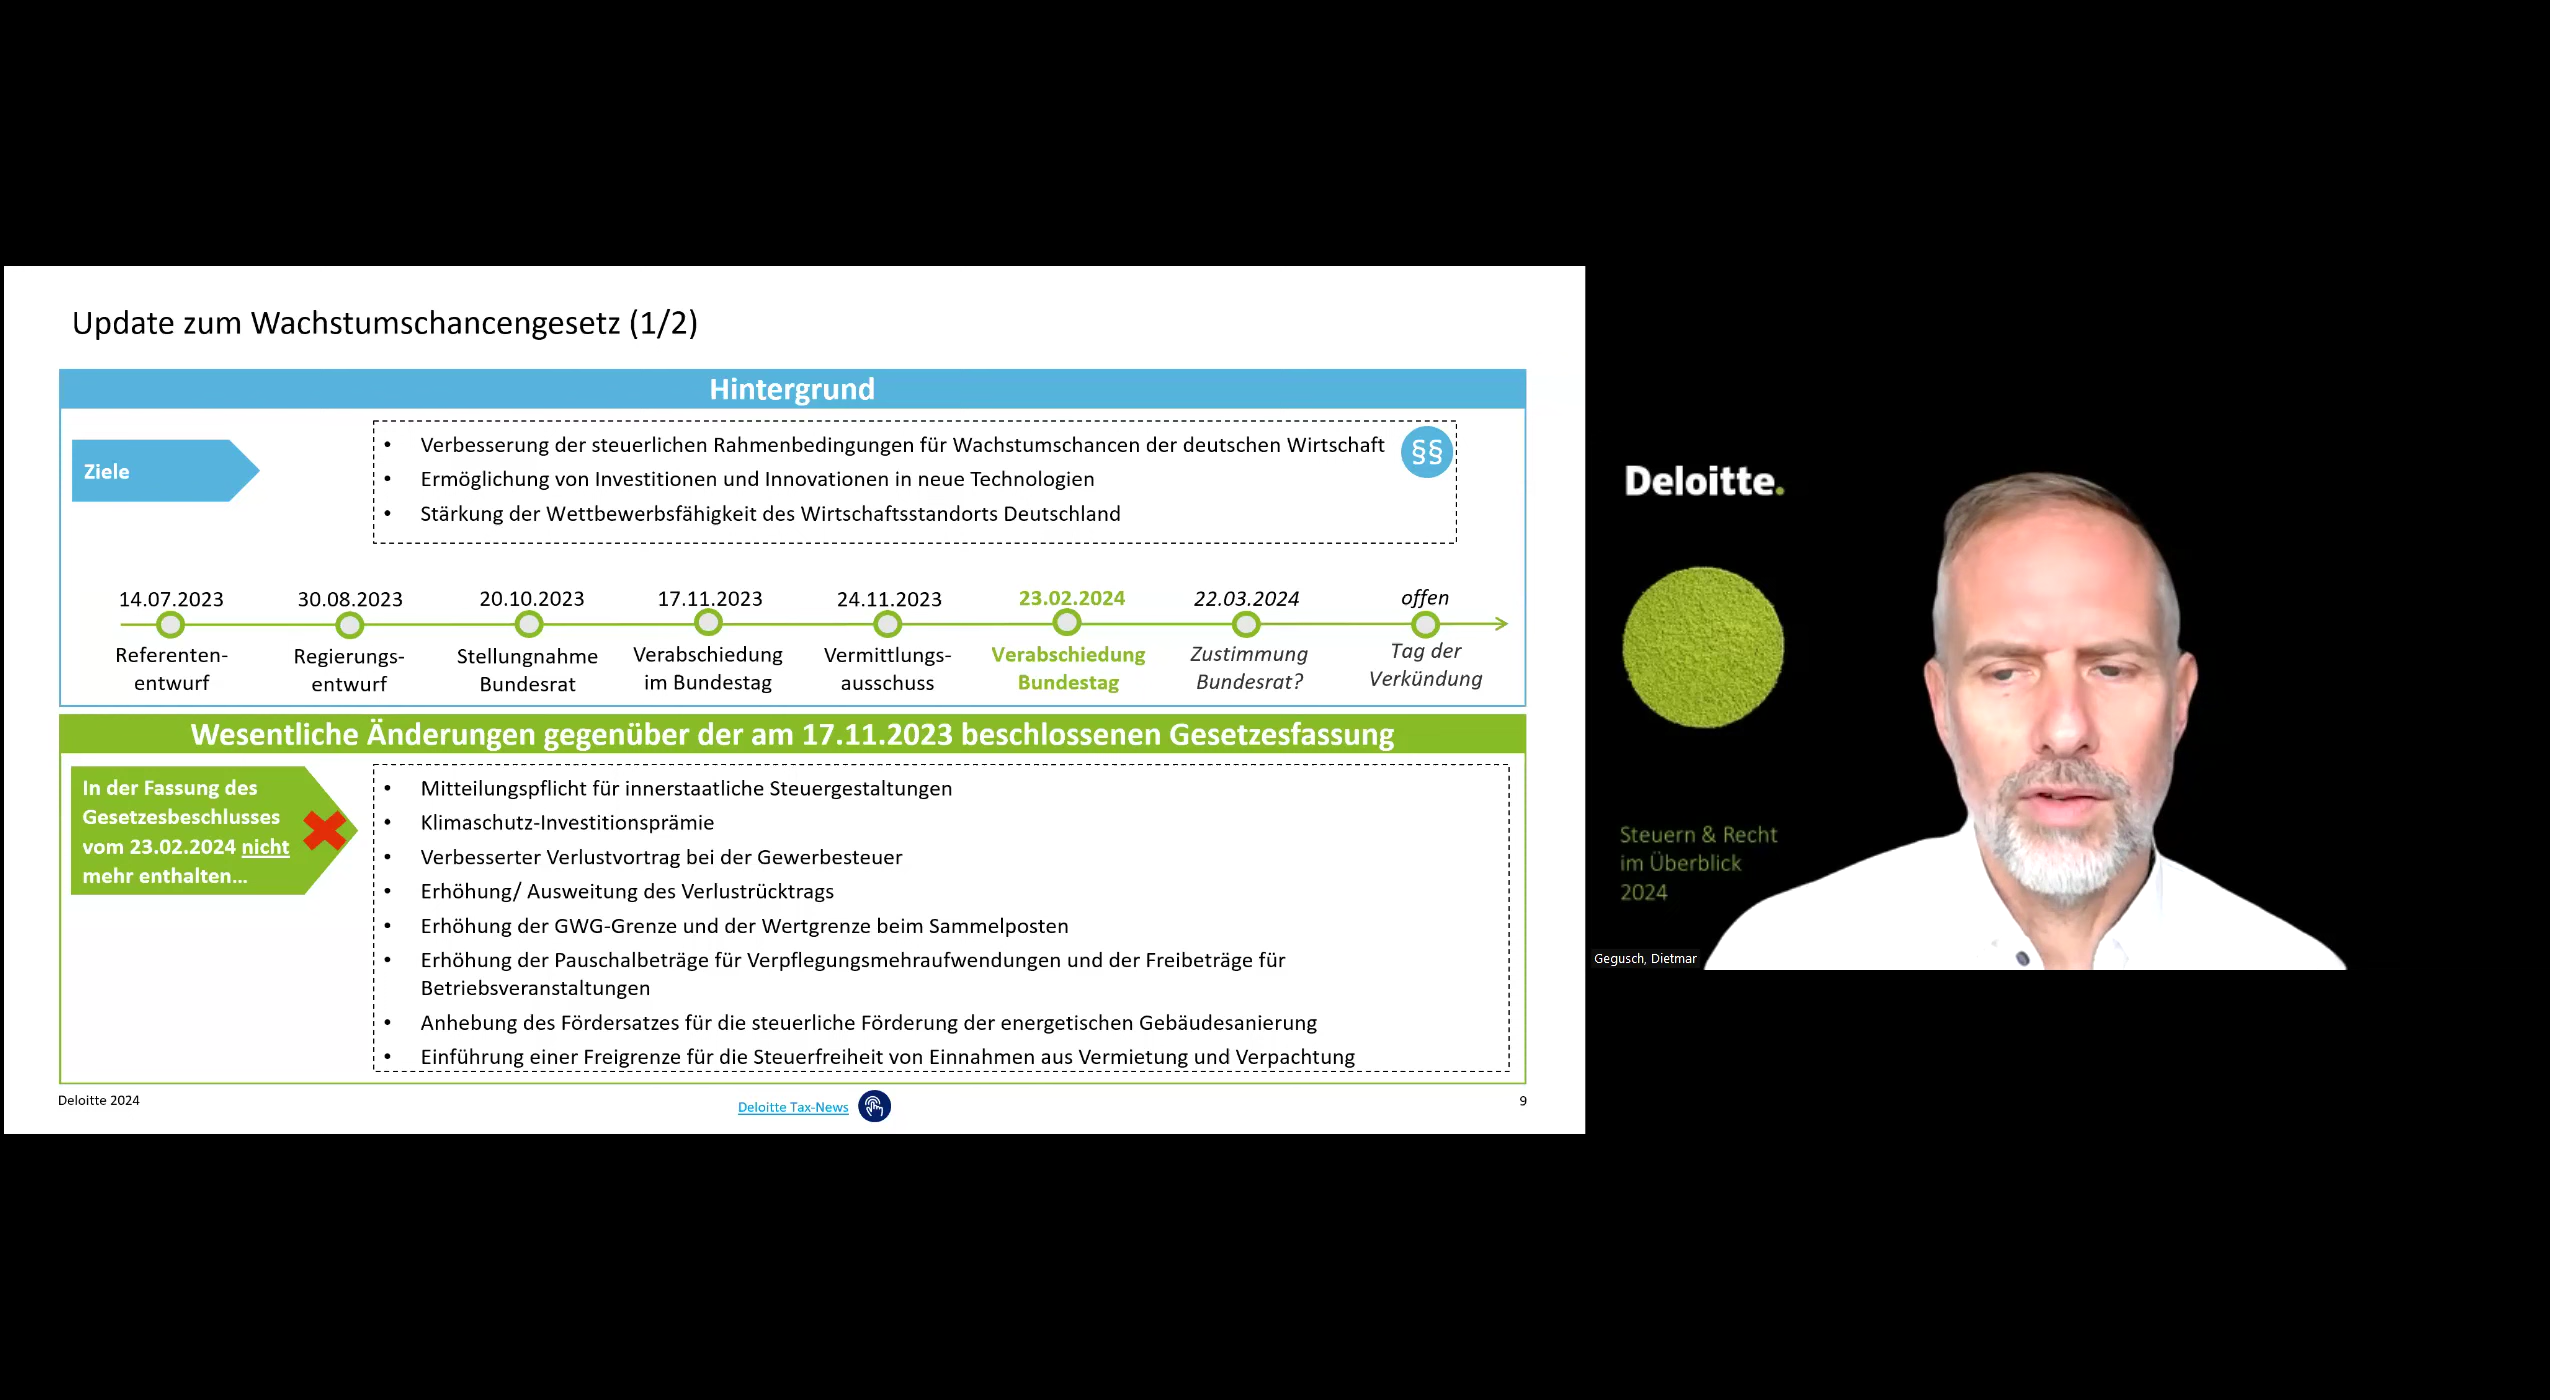 Update zum Wachstumschancengesetz (1/2)
Hintergrund
Ziele
• Verbesserung der steuerlichen Rahmenbedingungen für Wachstumschancen der deutschen Wirtschaft
§§
• Ermöglichung von Investitionen und Innovationen in neue Technologien
• Stärkung der Wettbewerbsfähigkeit des Wirtschaftsstandorts Deutschland
14.07.2023
Referenten-
entwurf
30.08.2023
Regierungs-
entwurf
20.10.2023
Stellungnahme
Bundesrat
17.11.2023
Verabschiedung
im Bundestag
24.11.2023
Vermittlungs-
ausschuss
23.02.2024
Verabschiedung
Bundestag
22.03.2024
Zustimmung
Bundesrat?
offen
Tag der
Verkündung
Wesentliche Änderungen gegenüber der am 17.11.2023 beschlossenen Gesetzesfassung
In der Fassung des
Gesetzesbeschlusses
vom 23.02.2024 nicht
mehr enthalten...
• Mitteilungspflicht für innerstaatliche Steuergestaltungen
• Klimaschutz-Investitionsprämie
• Verbesserter Verlustvortrag bei der Gewerbesteuer
• Erhöhung/ Ausweitung des Verlustrücktrags
• Erhöhung der GWG-Grenze und der Wertgrenze beim Sammelposten
• Erhöhung der Pauschalbeträge für Verpflegungsmehraufwendungen und der Freibeträge für
Betriebsveranstaltungen
• Anhebung des Fördersatzes für die steuerliche Förderung der energetischen Gebäudesanierung
• Einführung einer Freigrenze für die Steuerfreiheit von Einnahmen aus Vermietung und Verpachtung
Deloitte 2024
Deloitte Tax-News
9
Deloitte.
Steuern & Recht
im Überblick
2024
Gegusch, Dietmar